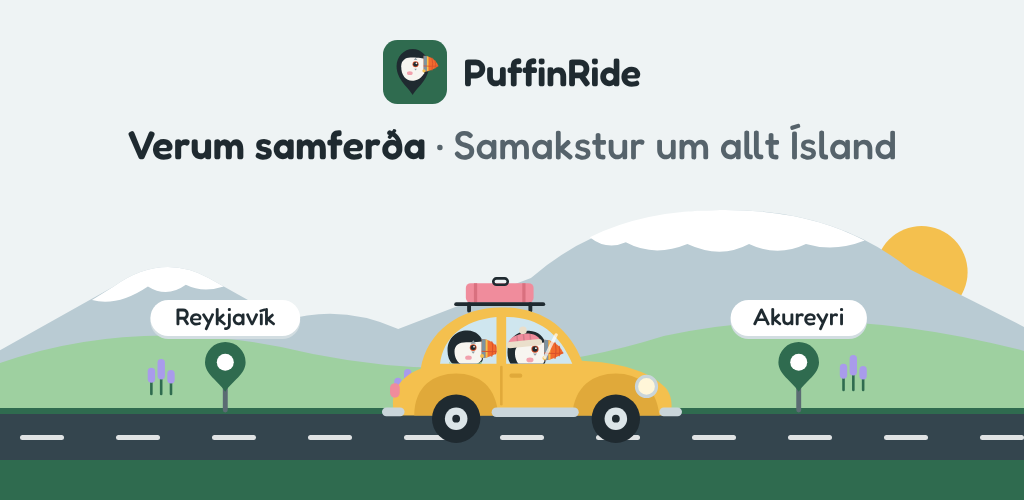 PuffinRide
Verum samferða · Samakstur um allt Ísland
Reykjavík
Akureyri